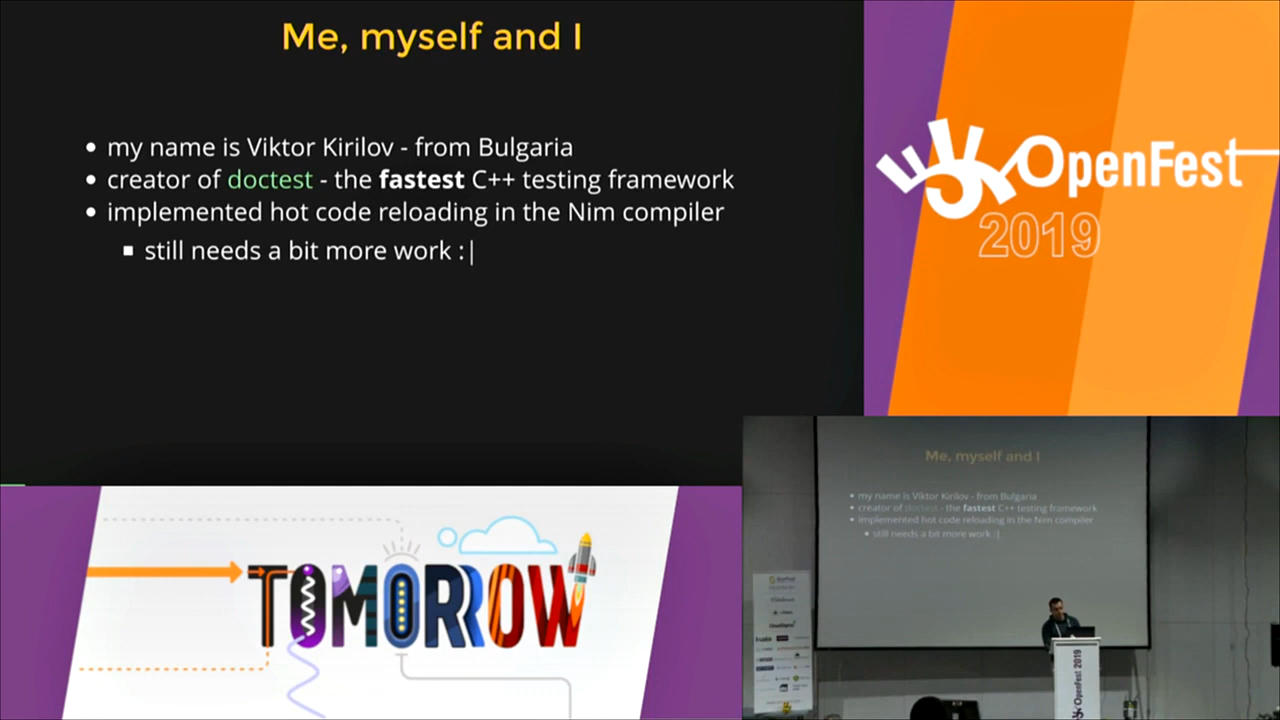 Me, myself and I
• my name is Viktor Kirilov - from Bulgaria
• creator of doctest - the fastest C++ testing framework
• implemented hot code reloading in the Nim compiler
▪ still needs a bit more work :|
OpenFest
2019
TOMORROW
Me, myself and I
• my name is Viktor Kirilov - from Bulgaria
• creator of doctest - the fastest C++ testing framework
• implemented hot code reloading in the Nim compiler
▪ still needs a bit more work :|
OpenFest 2019